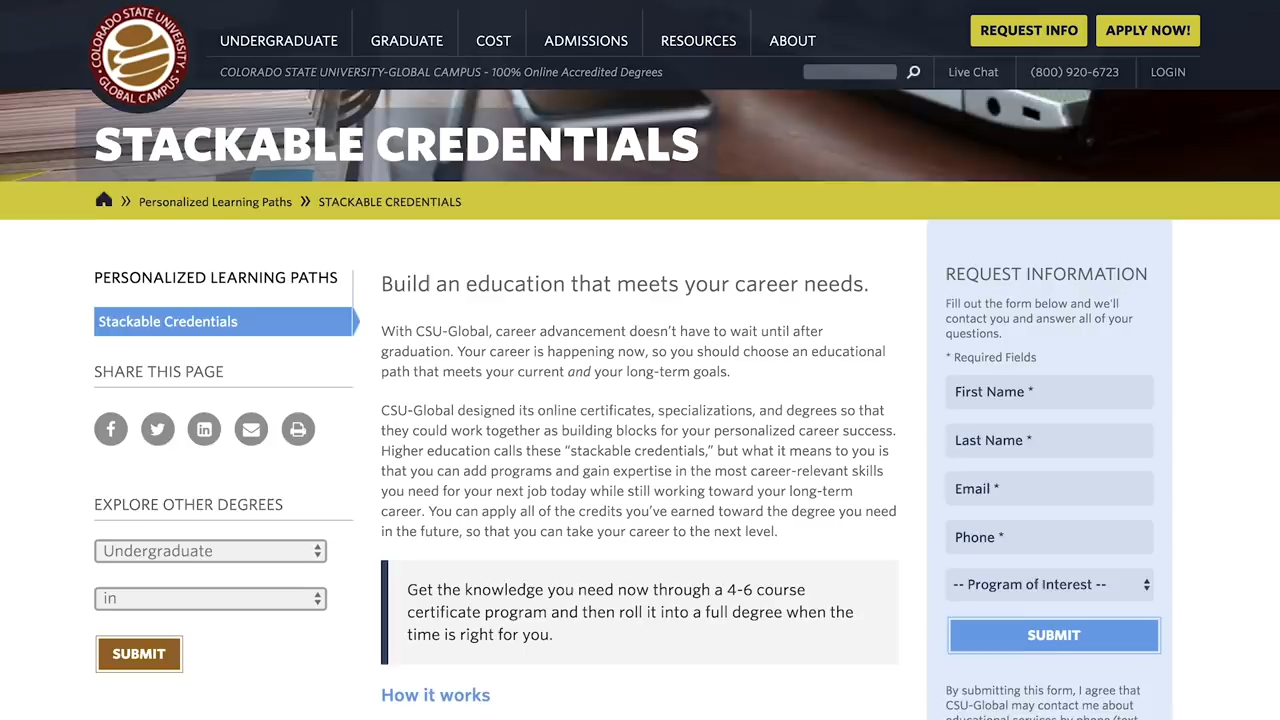 COLORADO STATE UNIVERSITY
GLOBAL CAMPUS
UNDERGRADUATE
GRADUATE
COST
ADMISSIONS
RESOURCES
ABOUT
REQUEST INFO
APPLY NOW!
COLORADO STATE UNIVERSITY-GLOBAL CAMPUS - 100% Online Accredited Degrees
Live Chat
(800) 920-6723
LOGIN
STACKABLE CREDENTIALS
Personalized Learning Paths » STACKABLE CREDENTIALS
PERSONALIZED LEARNING PATHS
Stackable Credentials
SHARE THIS PAGE
EXPLORE OTHER DEGREES
Undergraduate
in
SUBMIT
Build an education that meets your career needs.
With CSU-Global, career advancement doesn’t have to wait until after
graduation. Your career is happening now, so you should choose an educational
path that meets your current and your long-term goals.
CSU-Global designed its online certificates, specializations, and degrees so that
they could work together as building blocks for your personalized career success.
Higher education calls these “stackable credentials,” but what it means to you is
that you can add programs and gain expertise in the most career-relevant skills
you need for your next job today while still working toward your long-term
career. You can apply all of the credits you’ve earned toward the degree you need
in the future, so that you can take your career to the next level.
Get the knowledge you need now through a 4-6 course
certificate program and then roll it into a full degree when the
time is right for you.
How it works
REQUEST INFORMATION
Fill out the form below and we'll
contact you and answer all of your
questions.
* Required Fields
First Name *
Last Name *
Email *
Phone *
-- Program of Interest --
SUBMIT
By submitting this form, I agree that
CSU-Global may contact me about
educational services by phone/text